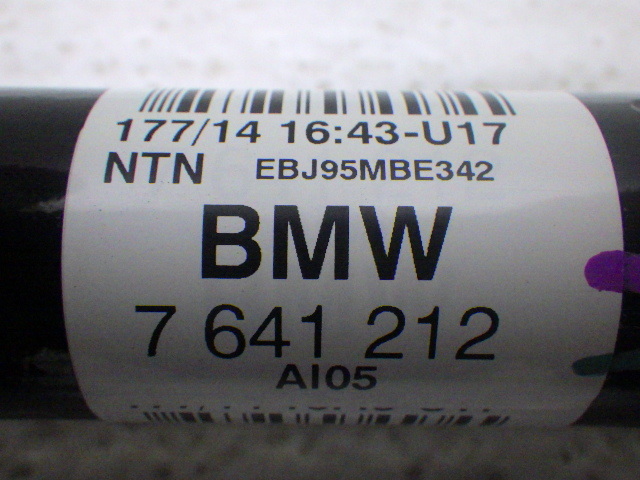 177/14 16:43-U17
NTN EBJ95MBE342
BMW
7 641 212
AI05